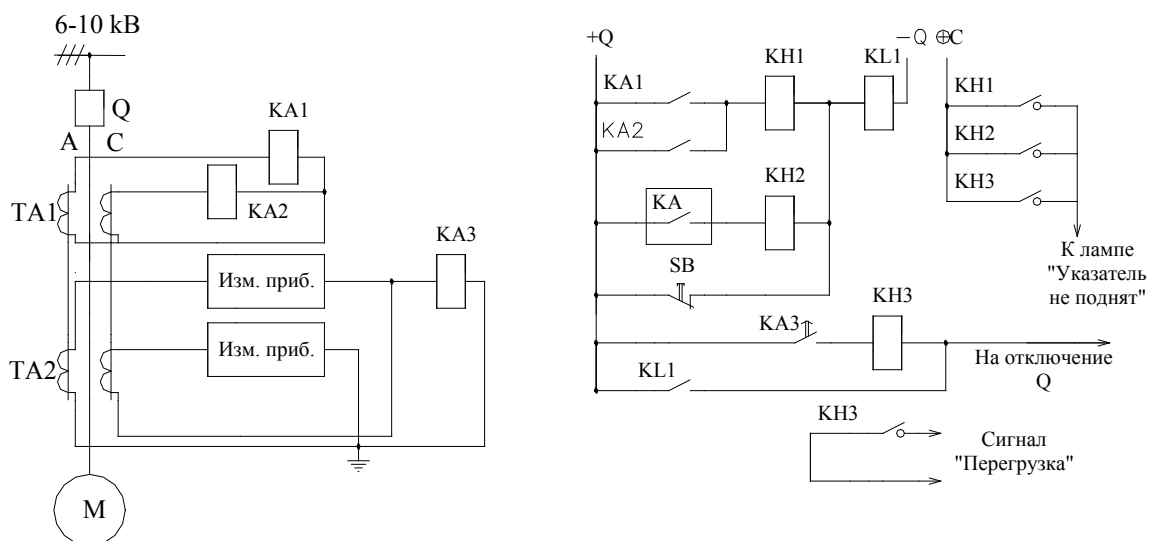 6-10 kB
Q
A C
KA1
TA1
KA2
KA3
Изм. приб.
Изм. приб.
TA2
M
+Q
−Q ⊕C
KA1
KH1
KL1
KA2
KA
KH2
SB
KA3
KH3
KL1
На отключение
Q
KH1
KH2
KH3
К лампе
"Указатель
не поднят"
KH3
Сигнал
"Перегрузка"